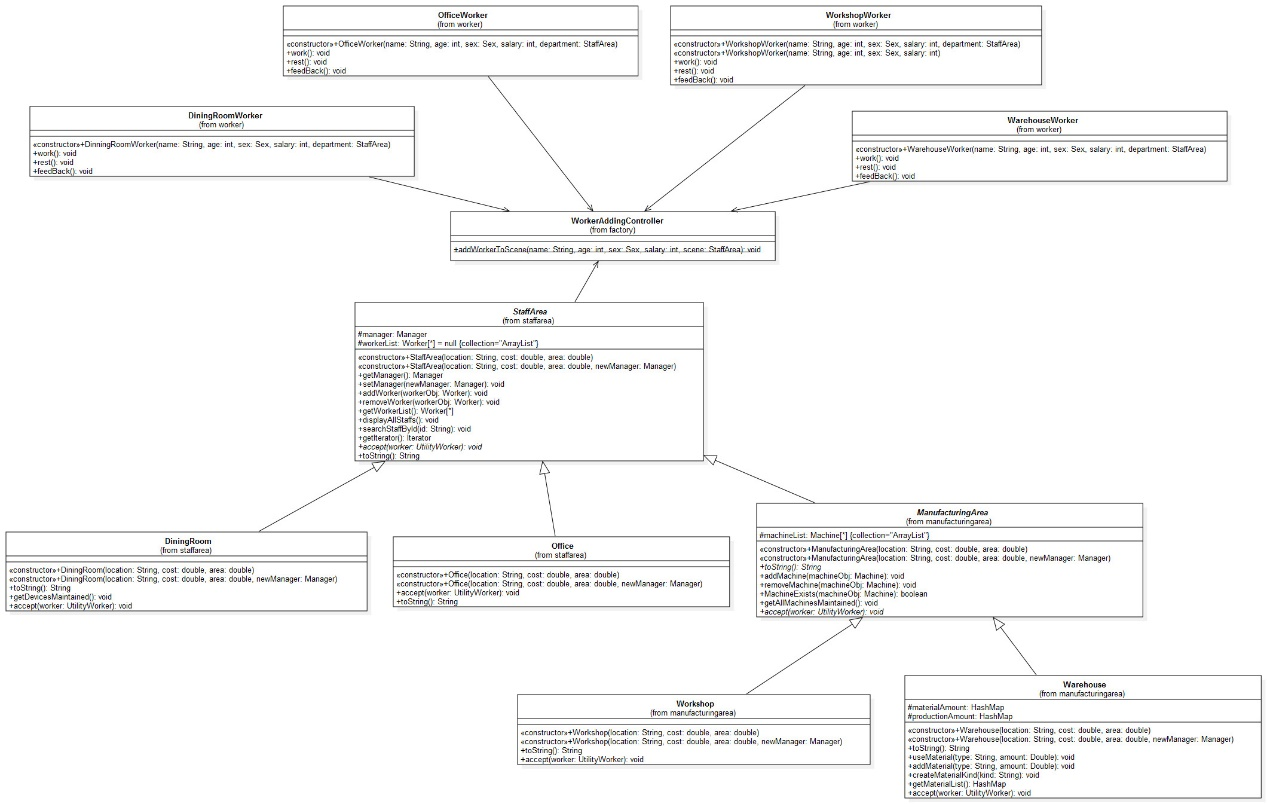 OfficeWorker
(from worker)
«constructor»+OfficeWorker(name: String, age: int, sex: Sex, salary: int, department: StaffArea)
+work(): void
+rest(): void
+feedBack(): void
WorkshopWorker
(from worker)
«constructor»+WorkshopWorker(name: String, age: int, sex: Sex, salary: int, department: StaffArea)
«constructor»+WorkshopWorker(name: String, age: int, sex: Sex, salary: int)
+work(): void
+rest(): void
+feedBack(): void
DiningRoomWorker
(from worker)
«constructor»+DinningRoomWorker(name: String, age: int, sex: Sex, salary: int, department: StaffArea)
+work(): void
+rest(): void
+feedBack(): void
WarehouseWorker
(from worker)
«constructor»+WarehouseWorker(name: String, age: int, sex: Sex, salary: int, department: StaffArea)
+work(): void
+rest(): void
+feedBack(): void
WorkerAddingController
(from factory)
+addWorkerToScene(name: String, age: int, sex: Sex, salary: int, scene: StaffArea): void
StaffArea
(from staffarea)
#manager: Manager
#workerList: Worker[*] = null {collection="ArrayList"}
«constructor»+StaffArea(location: String, cost: double, area: double)
«constructor»+StaffArea(location: String, cost: double, area: double, newManager: Manager)
+getManager(): Manager
+setManager(newManager: Manager): void
+addWorker(workerObj: Worker): void
+removeWorker(workerObj: Worker): void
+getWorkerList(): Worker[*]
+displayAllStaffs(): void
+searchStaffById(id: String): void
+getIterator(): Iterator
+accept(worker: UtilityWorker): void
+toString(): String
DiningRoom
(from staffarea)
«constructor»+DiningRoom(location: String, cost: double, area: double)
«constructor»+DiningRoom(location: String, cost: double, area: double, newManager: Manager)
+toString(): String
+getDevicesMaintained(): void
+accept(worker: UtilityWorker): void
Office
(from staffarea)
«constructor»+Office(location: String, cost: double, area: double)
«constructor»+Office(location: String, cost: double, area: double, newManager: Manager)
+accept(worker: UtilityWorker): void
+toString(): String
ManufacturingArea
(from manufacturingarea)
#machineList: Machine[*] {collection="ArrayList"}
«constructor»+ManufacturingArea(location: String, cost: double, area: double)
«constructor»+ManufacturingArea(location: String, cost: double, area: double, newManager: Manager)
+toString(): String
+addMachine(machineObj: Machine): void
+removeMachine(machineObj: Machine): void
+MachineExists(machineObj: Machine): boolean
+getAllMachinesMaintained(): void
+accept(worker: UtilityWorker): void
Workshop
(from manufacturingarea)
«constructor»+Workshop(location: String, cost: double, area: double)
«constructor»+Workshop(location: String, cost: double, area: double, newManager: Manager)
+toString(): String
+accept(worker: UtilityWorker): void
Warehouse
(from manufacturingarea)
#materialAmount: HashMap
#productionAmount: HashMap
«constructor»+Warehouse(location: String, cost: double, area: double)
«constructor»+Warehouse(location: String, cost: double, area: double, newManager: Manager)
+toString(): String
+useMaterial(type: String, amount: Double): void
+addMaterial(type: String, amount: Double): void
+createMaterialKind(kind: String): void
+getMaterialList(): HashMap
+accept(worker: UtilityWorker): void